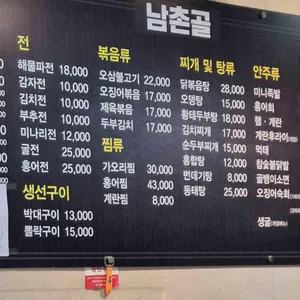 남촌골
전
해물파전 18,000
감자전 10,000
김치전 10,000
부추전 10,000
미나리전 12,000
굴전 25,000
홍어전 25,000
생선구이
박대구이 13,000
뽈락구이 15,000
볶음류
오삼불고기 22,000
오징어볶음 17,000
제육볶음 17,000
두부김치 17,000
찜류
가오리찜 30,000
홍어찜 43,000
계란찜 8,000
찌개 및 탕류
닭볶음탕 28,000
오뎅탕 15,000
황태두부탕 18,000
김치찌개 17,000
순두부찌개 15,000
홍합탕 12,000
번데기탕 8,000
동태탕 25,000
안주류
미니족발
홍어회
햄 - 계란
계란후라이
먹태
참숯불닭발
골뱅이소면
오징어숙회
생굴